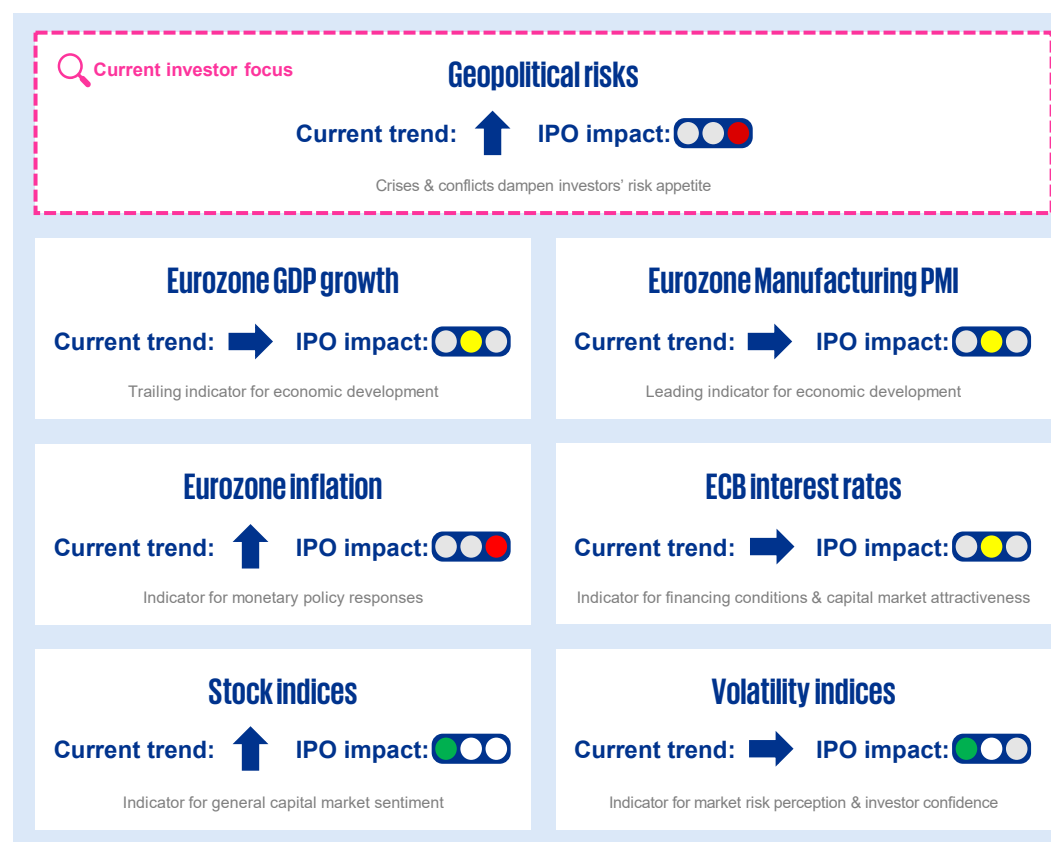 Current investor focus
Geopolitical risks
Current trend: IPO impact:
Crises & conflicts dampen investors' risk appetite
Eurozone GDP growth
Current trend: IPO impact:
Trailing indicator for economic development
Eurozone Manufacturing PMI
Current trend: IPO impact:
Leading indicator for economic development
Eurozone inflation
Current trend: IPO impact:
Indicator for monetary policy responses
ECB interest rates
Current trend: IPO impact:
Indicator for financing conditions & capital market attractiveness
Stock indices
Current trend: IPO impact:
Indicator for general capital market sentiment
Volatility indices
Current trend: IPO impact:
Indicator for market risk perception & investor confidence